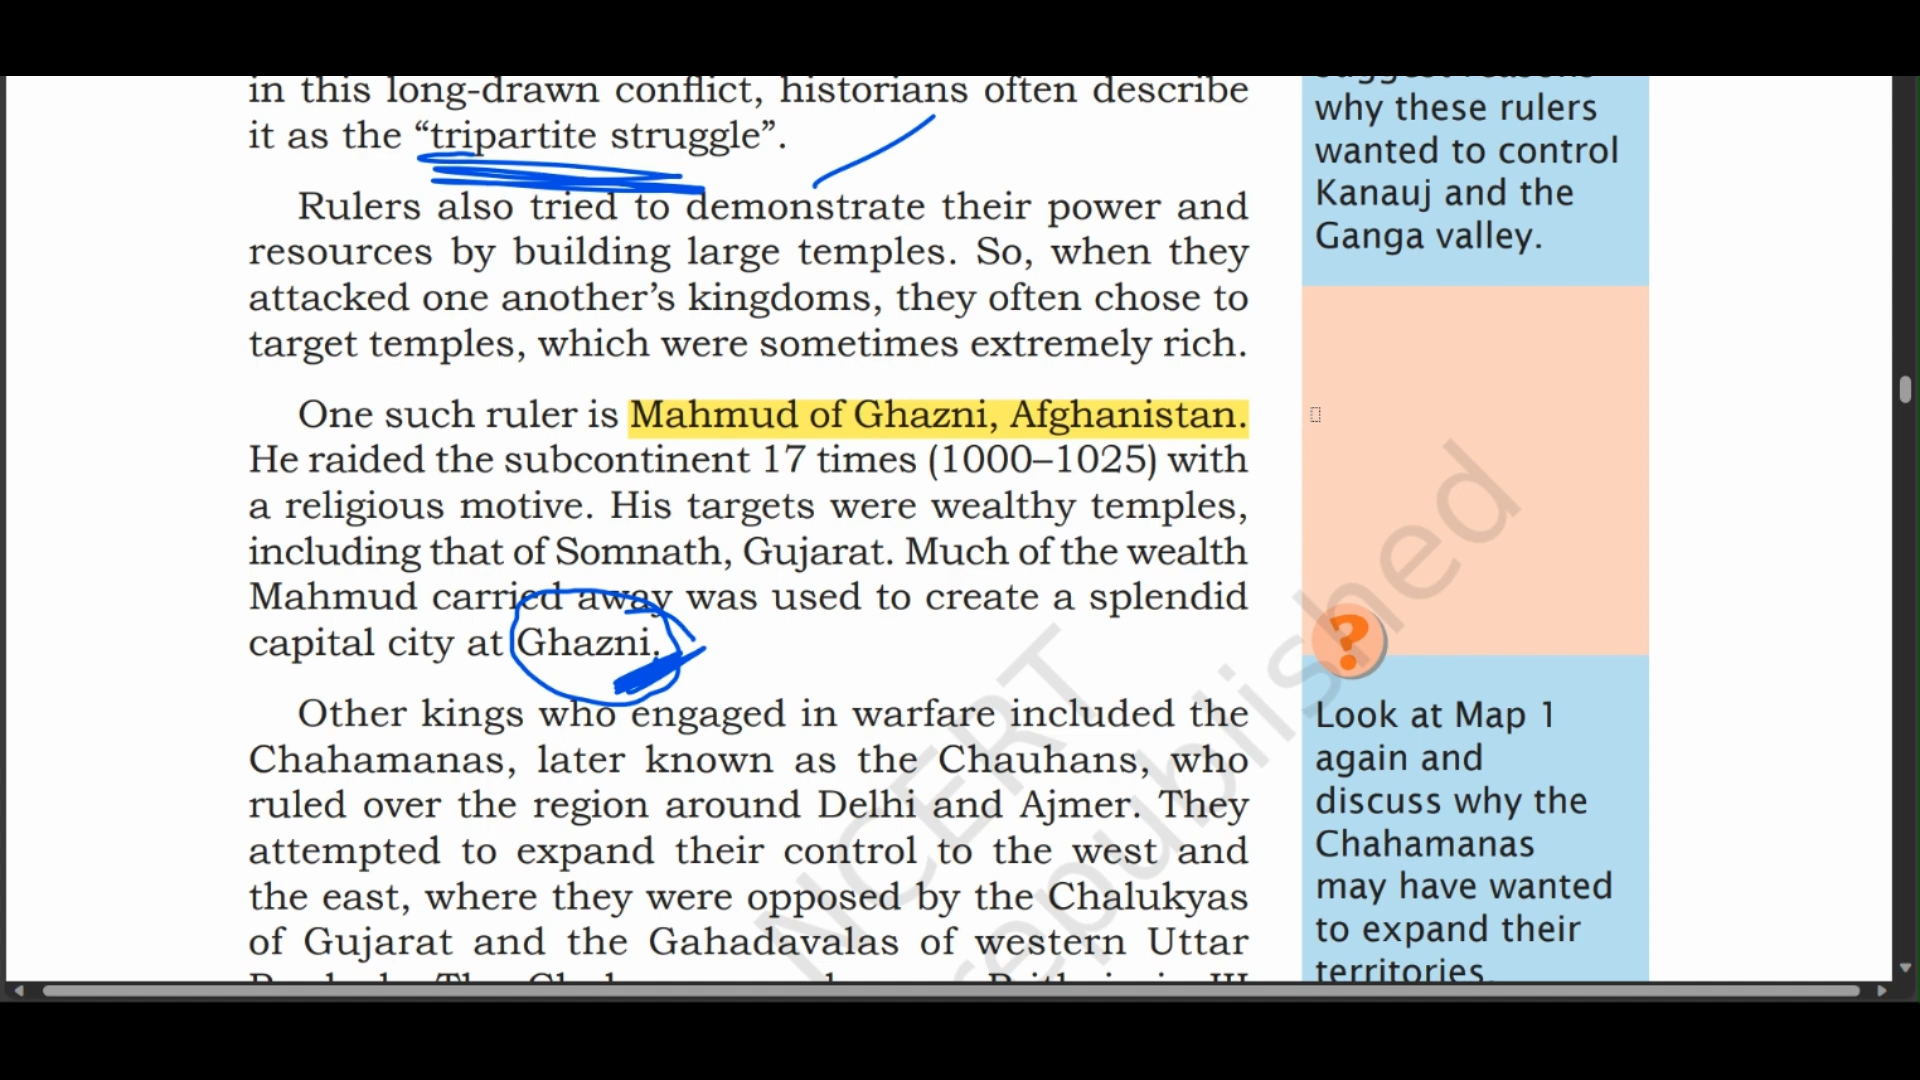 in this long-drawn conflict, historians often describe
it as the “tripartite struggle”.
Rulers also tried to demonstrate their power and
resources by building large temples. So, when they
attacked one another’s kingdoms, they often chose to
target temples, which were sometimes extremely rich.
One such ruler is Mahmud of Ghazni, Afghanistan.
He raided the subcontinent 17 times (1000–1025) with
a religious motive. His targets were wealthy temples,
including that of Somnath, Gujarat. Much of the wealth
Mahmud carried away was used to create a splendid
capital city at Ghazni.
Other kings who engaged in warfare included the
Chahamanas, later known as the Chauhans, who
ruled over the region around Delhi and Ajmer. They
attempted to expand their control to the west and
the east, where they were opposed by the Chalukyas
of Gujarat and the Gahadavalas of western Uttar
suggest reasons
why these rulers
wanted to control
Kanauj and the
Ganga valley.
?
Look at Map 1
again and
discuss why the
Chahamanas
may have wanted
to expand their
territories.
NCERT
republished